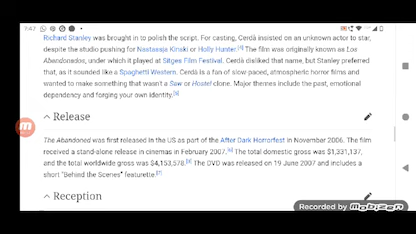 7:47
Richard Stanley was brought in to polish the script. For casting, Cerdà insisted on an unknown actor to star,
despite the studio pushing for Nastassja Kinski or Holly Hunter.[4] The film was originally known as Los
Abandonados, under which it played at Sitges Film Festival. Cerdà disliked that name, but Stanley preferred
that, as it sounded like a Spaghetti Western. Cerdà is a fan of slow paced, atmospheric horror films and
wanted to make something that wasn't a Saw or Hostel clone. Major themes include the past, emotional
dependency and forging your own identity.[5]
Release
The Abandoned was first released in the US as part of the After Dark Horrorfest in November 2006. The film
received a stand-alone release in cinemas in February 2007.[6] The total domestic gross was $1,331,137,
and the total worldwide gross was $4,153,578.[8] The DVD was released on 19 June 2007 and includes a
short "Behind the Scenes" featurette.[7]
Reception
Recorded by Mobizen